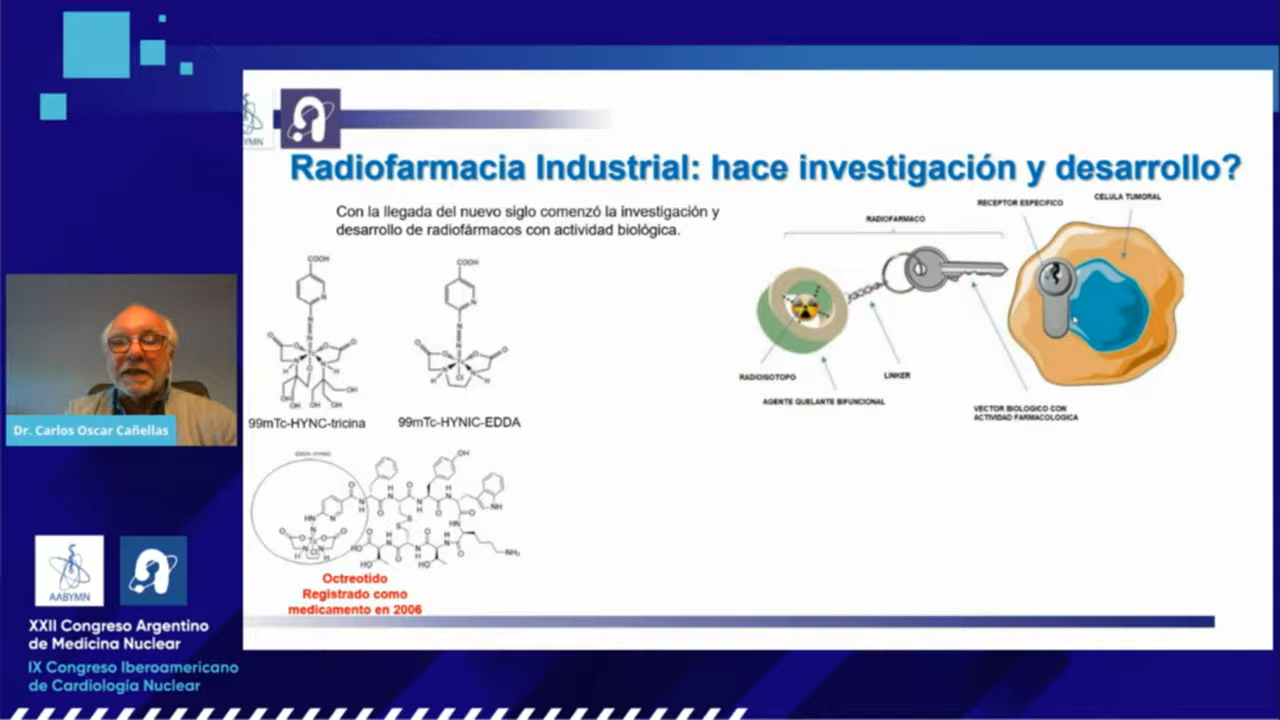 Radiofarmacia Industrial: hace investigación y desarrollo?
Con la llegada del nuevo siglo comenzó la investigación y
desarrollo de radiofármacos con actividad biológica.
RADIOFARMACO
RECEPTOR ESPECIFICO
CELULA TUMORAL
RADIOISOTOPO
AGENTE QUELANTE BIFUNCIONAL
LINKER
VECTOR BIOLOGICO CON
ACTIVIDAD FARMACOLOGICA
COOH
COOH
99mTc-HYNC-tricina
99mTc-HYNIC-EDDA
Octreotido
Registrado como
medicamento en 2006
Dr. Carlos Oscar Cañellas
AABYMN
XXII Congreso Argentino
de Medicina Nuclear
IX Congreso Iberoamericano
de Cardiología Nuclear